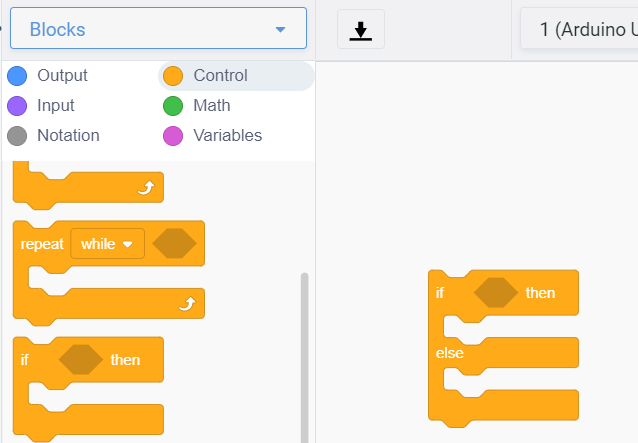 Blocks
1 (Arduino U
Output
Control
Input
Math
Notation
Variables
repeat while
if then
if then
else